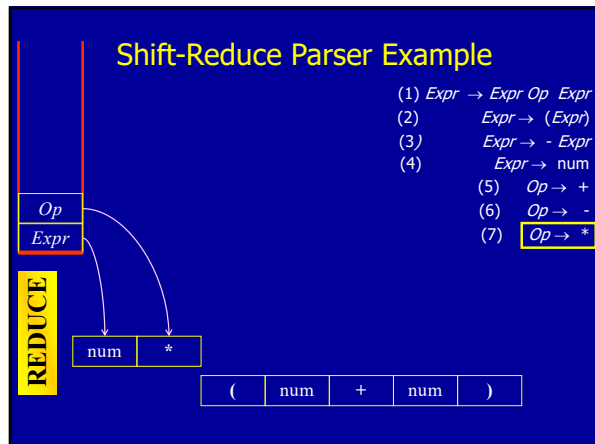 Shift-Reduce Parser Example
(1) Expr → Expr Op Expr
(2) Expr → (Expr)
(3) Expr → - Expr
(4) Expr → num
(5) Op → +
(6) Op → -
(7) Op → *
Op
Expr
REDUCE
num *
( num + num )